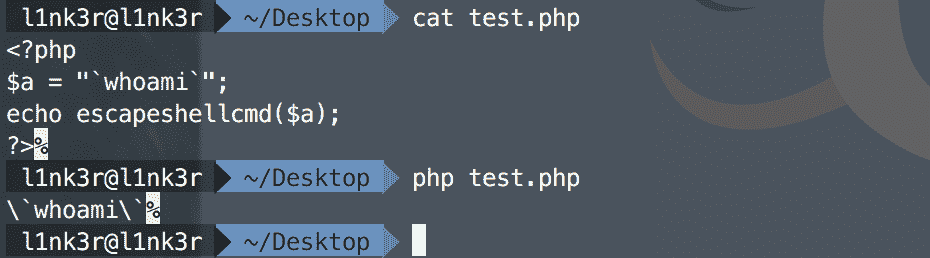 l1nk3r@l1nk3r ~/Desktop cat test.php
<?php
$a = "`whoami`";
echo escapeshellcmd($a);
?>%
l1nk3r@l1nk3r ~/Desktop php test.php
\`whoami\`%
l1nk3r@l1nk3r ~/Desktop